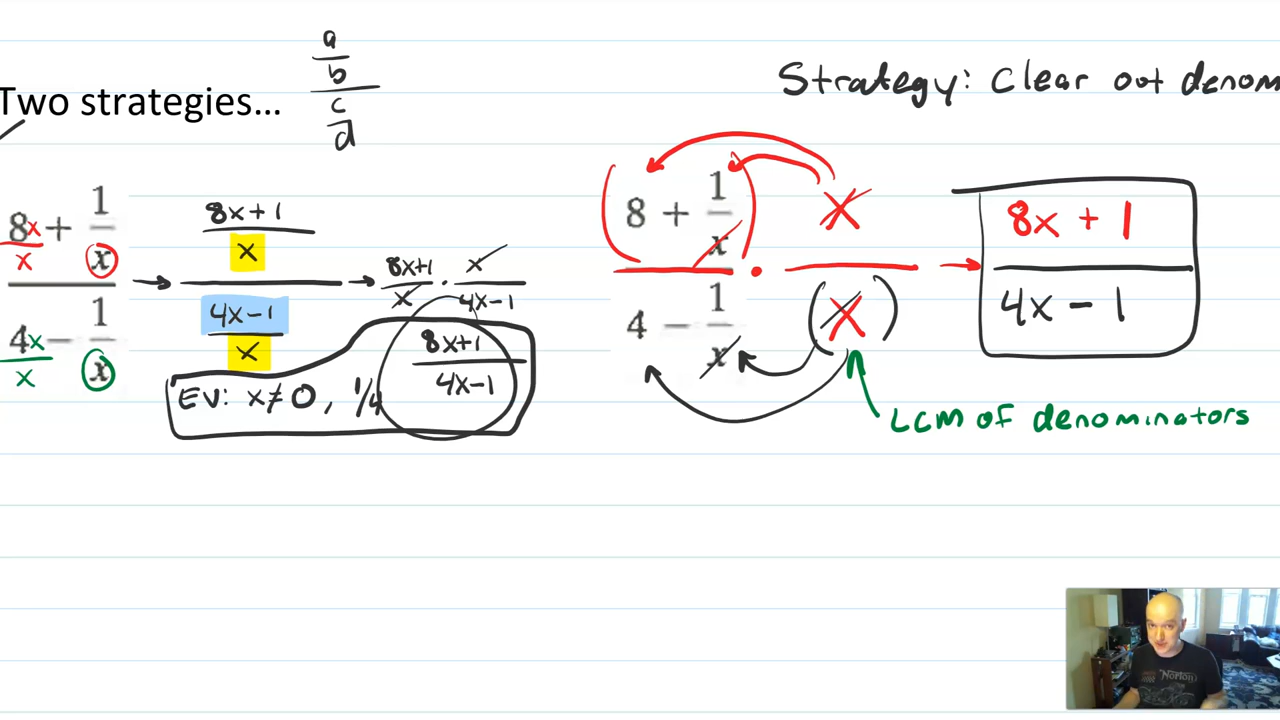 Two strategies...
a
b
c
d
Strategy: Clear out denom
8x/x + 1/x
4x/x − 1/x
→
8x+1
x
4x−1
x
→ 8x+1/x · x/4x−1
8x+1
4x−1
EV: x≠0, 1/4
(8 + 1/x) · x
4 − 1/x (x)
→
8x + 1
4x − 1
LCM of denominators
Norton